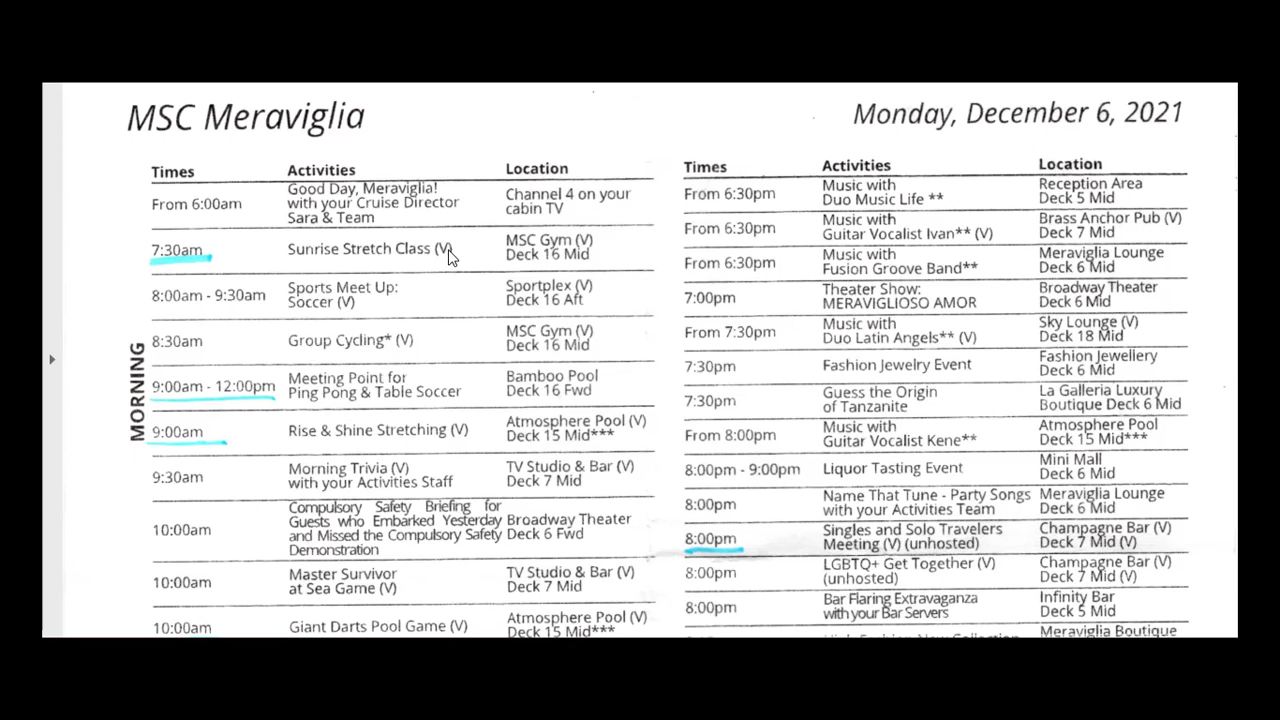 MSC Meraviglia
Monday, December 6, 2021
Times Activities Location
From 6:00am Good Day, Meraviglia! with your Cruise Director Sara & Team Channel 4 on your cabin TV
MORNING
7:30am Sunrise Stretch Class (V) MSC Gym (V) Deck 16 Mid
8:00am - 9:30am Sports Meet Up: Soccer (V) Sportplex (V) Deck 16 Aft
8:30am Group Cycling* (V) MSC Gym (V) Deck 16 Mid
9:00am - 12:00pm Meeting Point for Ping Pong & Table Soccer Bamboo Pool Deck 16 Fwd
9:00am Rise & Shine Stretching (V) Atmosphere Pool (V) Deck 15 Mid***
9:30am Morning Trivia (V) with your Activities Staff TV Studio & Bar (V) Deck 7 Mid
10:00am Compulsory Safety Briefing for Guests who Embarked Yesterday and Missed the Compulsory Safety Demonstration Broadway Theater Deck 6 Fwd
10:00am Master Survivor at Sea Game (V) TV Studio & Bar (V) Deck 7 Mid
10:00am Giant Darts Pool Game (V) Atmosphere Pool (V) Deck 15 Mid***
Times Activities Location
From 6:30pm Music with Duo Music Life ** Reception Area Deck 5 Mid
From 6:30pm Music with Guitar Vocalist Ivan** (V) Brass Anchor Pub (V) Deck 7 Mid
From 6:30pm Music with Fusion Groove Band** Meraviglia Lounge Deck 6 Mid
7:00pm Theater Show: MERAVIGLIOSO AMOR Broadway Theater Deck 6 Mid
From 7:30pm Music with Duo Latin Angels** (V) Sky Lounge (V) Deck 18 Mid
7:30pm Fashion Jewelry Event Fashion Jewellery Deck 6 Mid
7:30pm Guess the Origin of Tanzanite La Galleria Luxury Boutique Deck 6 Mid
From 8:00pm Music with Guitar Vocalist Kene** Atmosphere Pool Deck 15 Mid***
8:00pm - 9:00pm Liquor Tasting Event Mini Mall Deck 6 Mid
8:00pm Name That Tune - Party Songs with your Activities Team Meraviglia Lounge Deck 6 Mid
8:00pm Singles and Solo Travelers Meeting (V) (unhosted) Champagne Bar (V) Deck 7 Mid (V)
8:00pm LGBTQ+ Get Together (V) (unhosted) Champagne Bar (V) Deck 7 Mid (V)
8:00pm Bar Flaring Extravaganza with your Bar Servers Infinity Bar Deck 5 Mid
Meraviglia Boutique